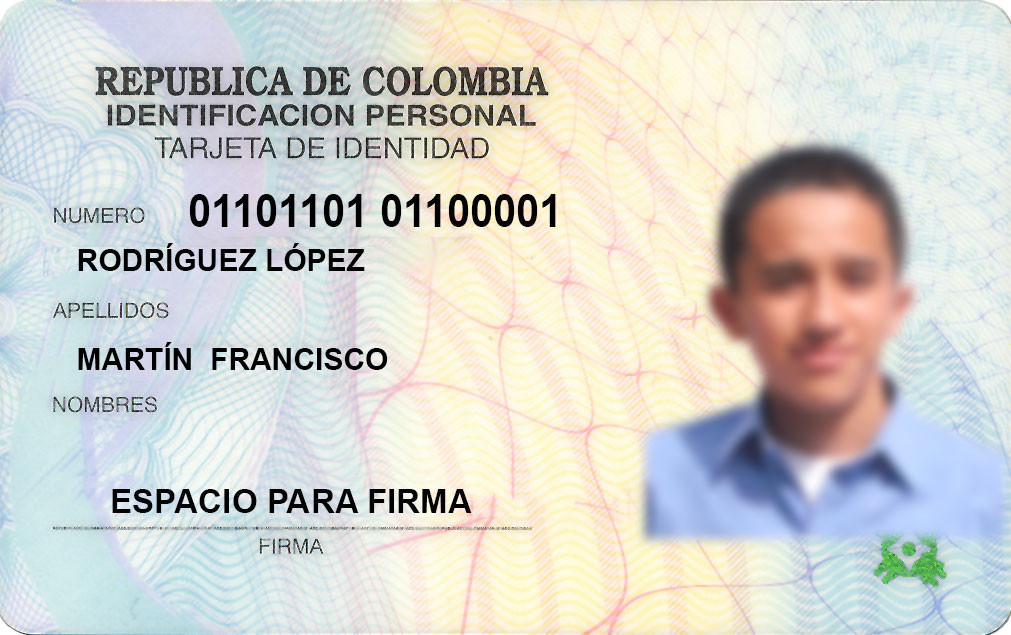 REPUBLICA DE COLOMBIA
IDENTIFICACION PERSONAL
TARJETA DE IDENTIDAD
NUMERO 01101101 01100001
RODRÍGUEZ LÓPEZ
APELLIDOS
MARTÍN FRANCISCO
NOMBRES
ESPACIO PARA FIRMA
FIRMA